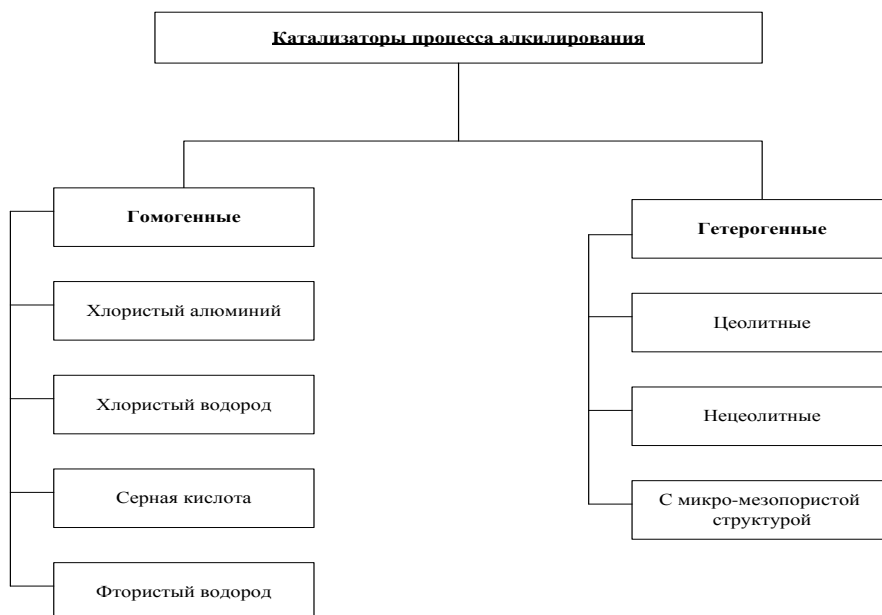 Катализаторы процесса алкилирования
Гомогенные
Хлористый алюминий
Хлористый водород
Серная кислота
Фтористый водород
Гетерогенные
Цеолитные
Нецеолитные
С микро-мезопористой
структурой